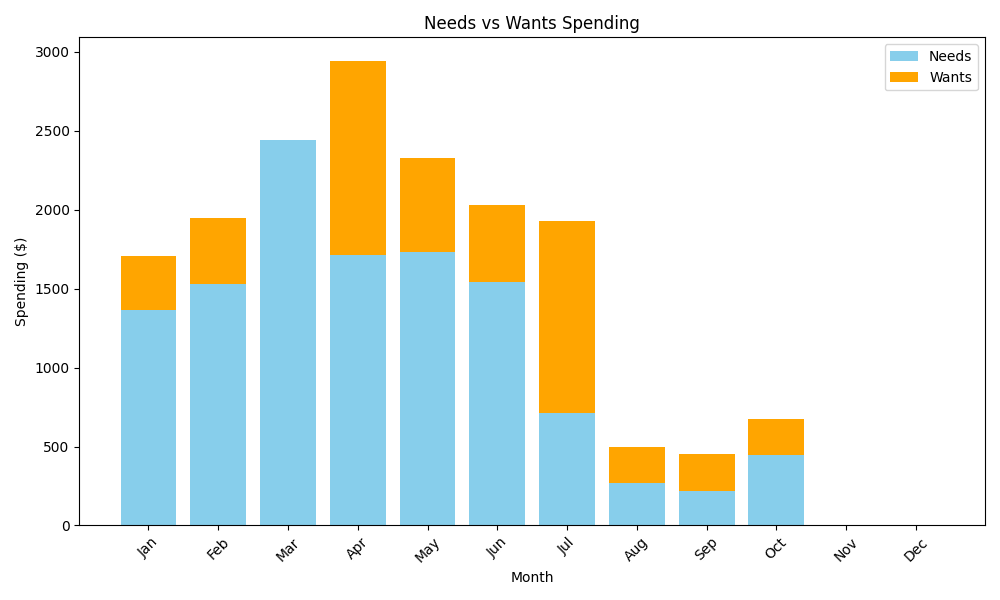 Needs vs Wants Spending
Needs
Wants
Spending ($)
3000
2500
2000
1500
1000
500
0
Jan
Feb
Mar
Apr
May
Jun
Jul
Aug
Sep
Oct
Nov
Dec
Month